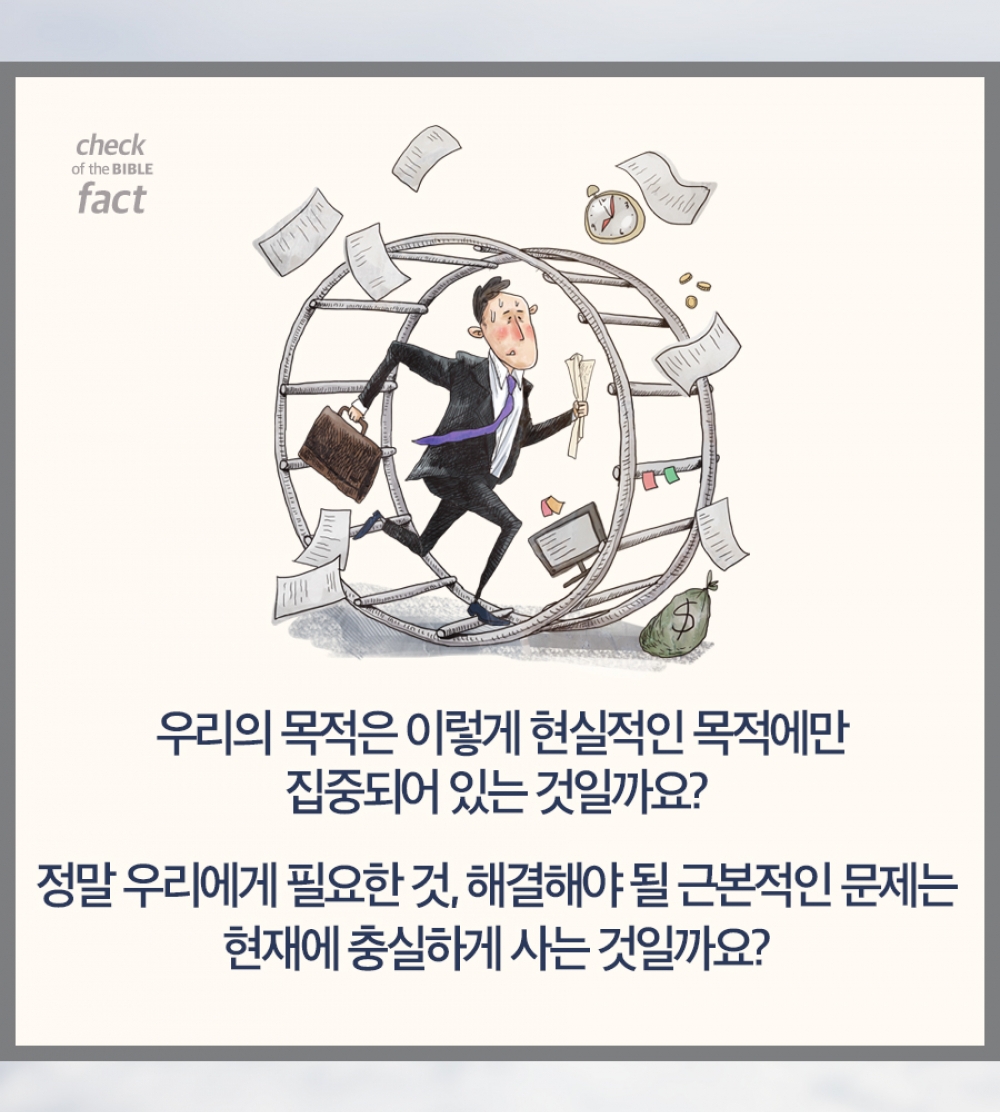 check
of the BIBLE
fact
$
우리의 목적은 이렇게 현실적인 목적에만
집중되어 있는 것일까요?
정말 우리에게 필요한 것, 해결해야 될 근본적인 문제는
현재에 충실하게 사는 것일까요?